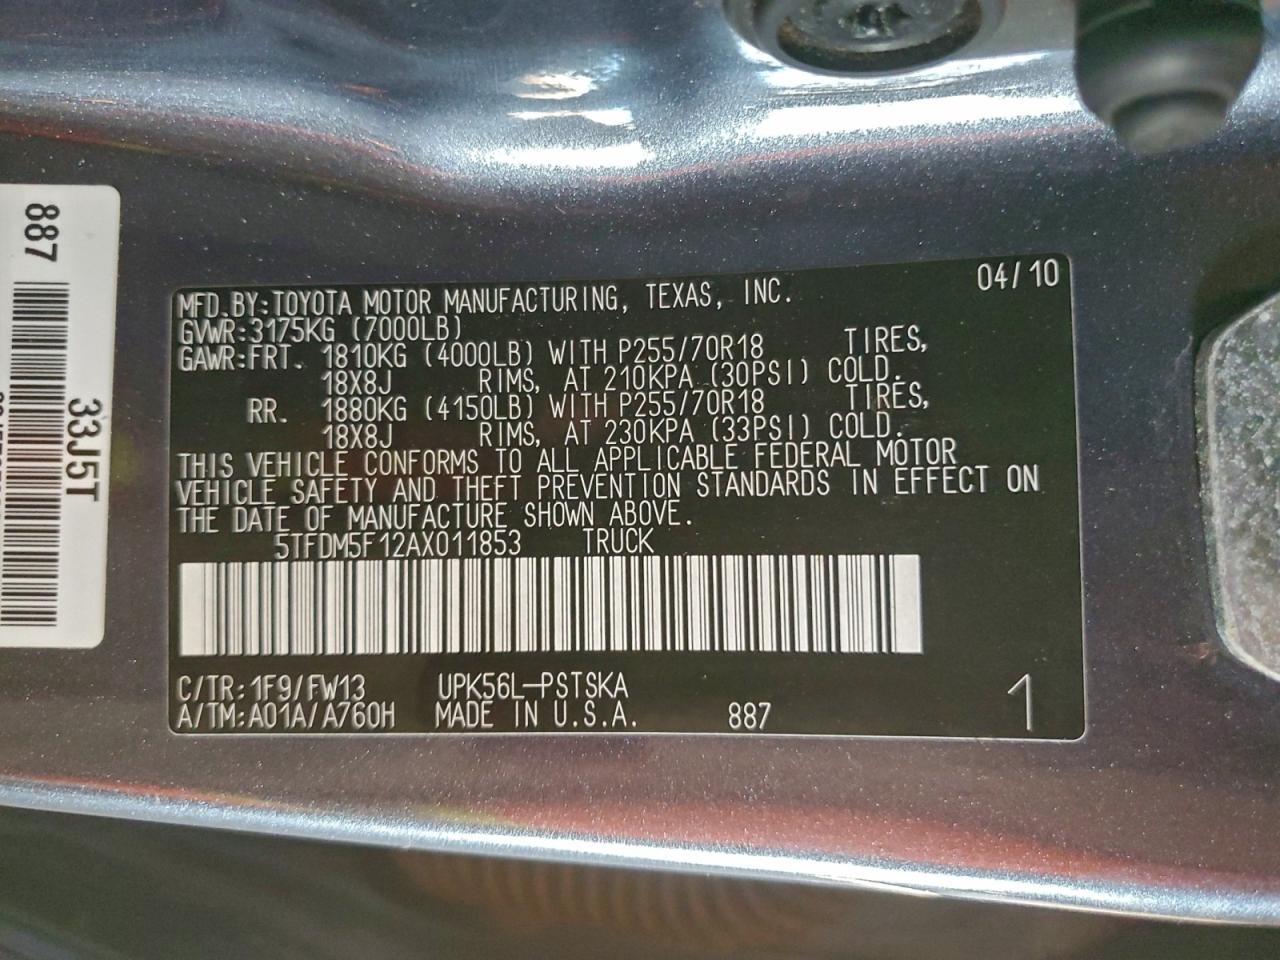 887
33J5T
04/10
MFD.BY:TOYOTA MOTOR MANUFACTURING, TEXAS, INC.
GVWR:3175KG (7000LB)
GAWR:FRT. 1810KG (4000LB) WITH P255/70R18 TIRES,
18X8J RIMS, AT 210KPA (30PSI) COLD.
RR. 1880KG (4150LB) WITH P255/70R18 TIRES,
18X8J RIMS, AT 230KPA (33PSI) COLD.
THIS VEHICLE CONFORMS TO ALL APPLICABLE FEDERAL MOTOR
VEHICLE SAFETY AND THEFT PREVENTION STANDARDS IN EFFECT ON
THE DATE OF MANUFACTURE SHOWN ABOVE.
5TFDM5F12AX011853 TRUCK
C/TR:1F9/FW13 UPK56L-PSTSKA
A/TM:A01A/A760H MADE IN U.S.A. 887 1